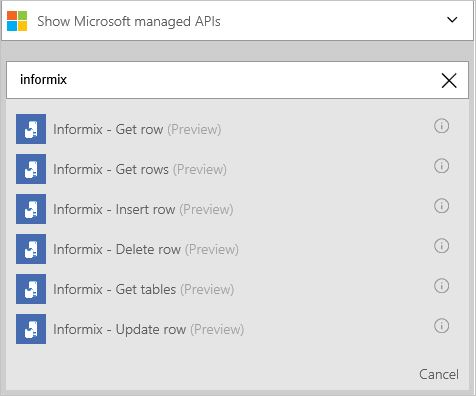 Show Microsoft managed APIs
informix
Informix - Get row (Preview)
Informix - Get rows (Preview)
Informix - Insert row (Preview)
Informix - Delete row (Preview)
Informix - Get tables (Preview)
Informix - Update row (Preview)
Cancel